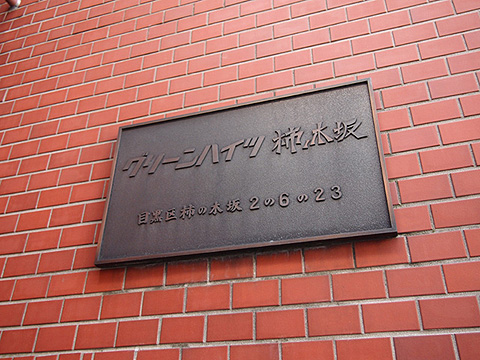 グリーンハイツ 柿ノ木坂
目黒区柿の木坂2の6の23